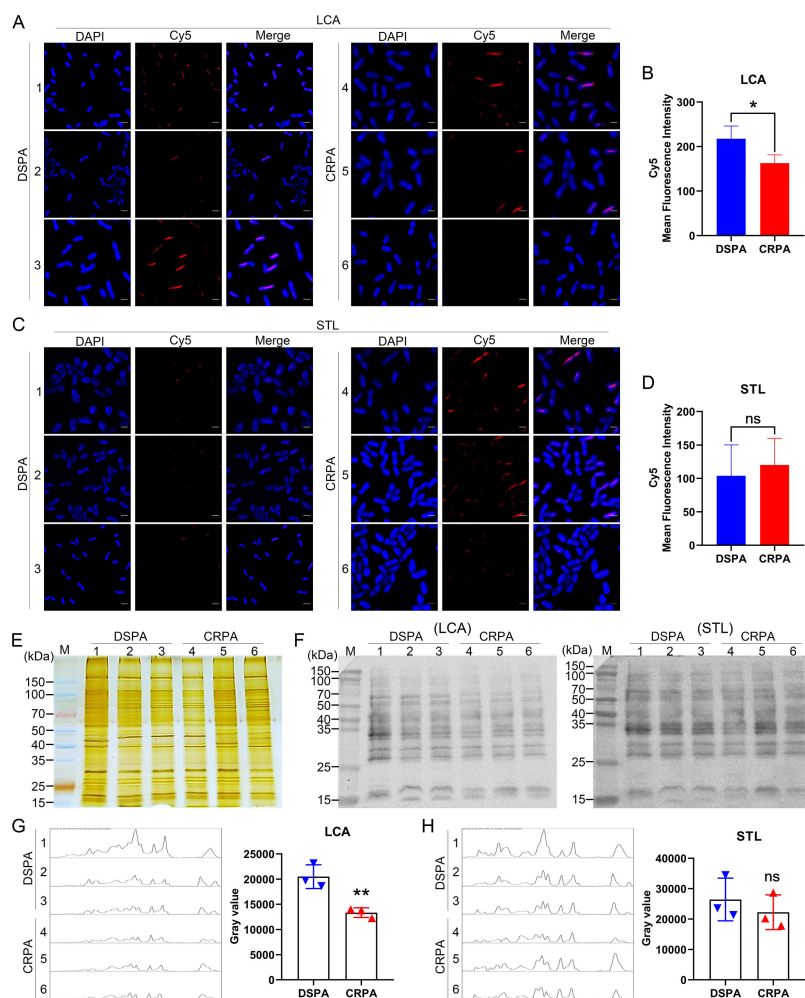 A
LCA
DAPI Cy5 Merge DAPI Cy5 Merge
DSPA
1
2
3
CRPA
4
5
6
B
LCA
Cy5
Mean Fluorescence Intensity
300
200
100
0
*
DSPA CRPA
C
STL
DAPI Cy5 Merge DAPI Cy5 Merge
DSPA
1
2
3
CRPA
4
5
6
D
STL
Cy5
Mean Fluorescence Intensity
200
150
100
50
0
ns
DSPA CRPA
E
DSPA CRPA
(kDa) M 1 2 3 4 5 6
150
100
70
50
40
25
15
F
(LCA)
DSPA CRPA
(kDa) M 1 2 3 4 5 6
150
100
70
50
40
35
25
15
(STL)
DSPA CRPA
M 1 2 3 4 5 6
150
100
70
50
40
35
25
15
G
DSPA
1
2
3
CRPA
4
5
6
LCA
Gray value
25000
20000
15000
10000
5000
0
**
DSPA CRPA
H
DSPA
1
2
3
CRPA
4
5
6
STL
Gray value
40000
30000
20000
10000
0
ns
DSPA CRPA